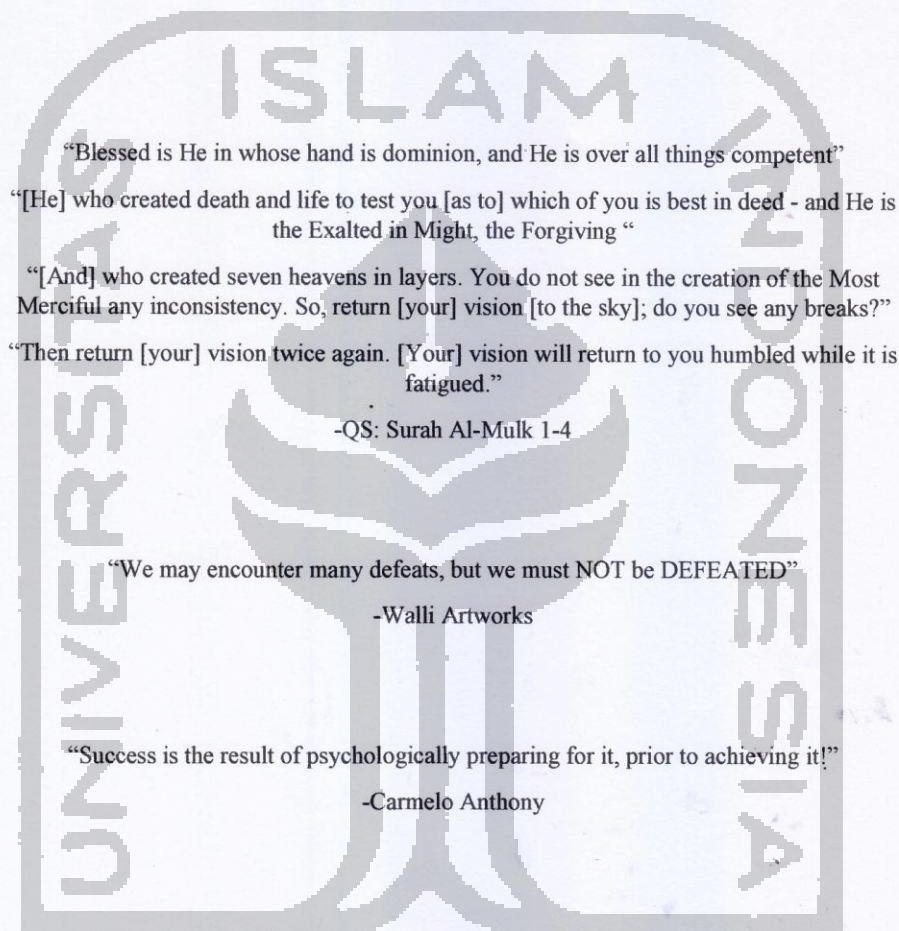 ISLAM
UNIVERSITAS
INDONESIA
“Blessed is He in whose hand is dominion, and He is over all things competent”
“[He] who created death and life to test you [as to] which of you is best in deed - and He is
the Exalted in Might, the Forgiving “
“[And] who created seven heavens in layers. You do not see in the creation of the Most
Merciful any inconsistency. So, return [your] vision [to the sky]; do you see any breaks?”
“Then return [your] vision twice again. [Your] vision will return to you humbled while it is
fatigued.”
-QS: Surah Al-Mulk 1-4
“We may encounter many defeats, but we must NOT be DEFEATED”
-Walli Artworks
“Success is the result of psychologically preparing for it, prior to achieving it!”
-Carmelo Anthony